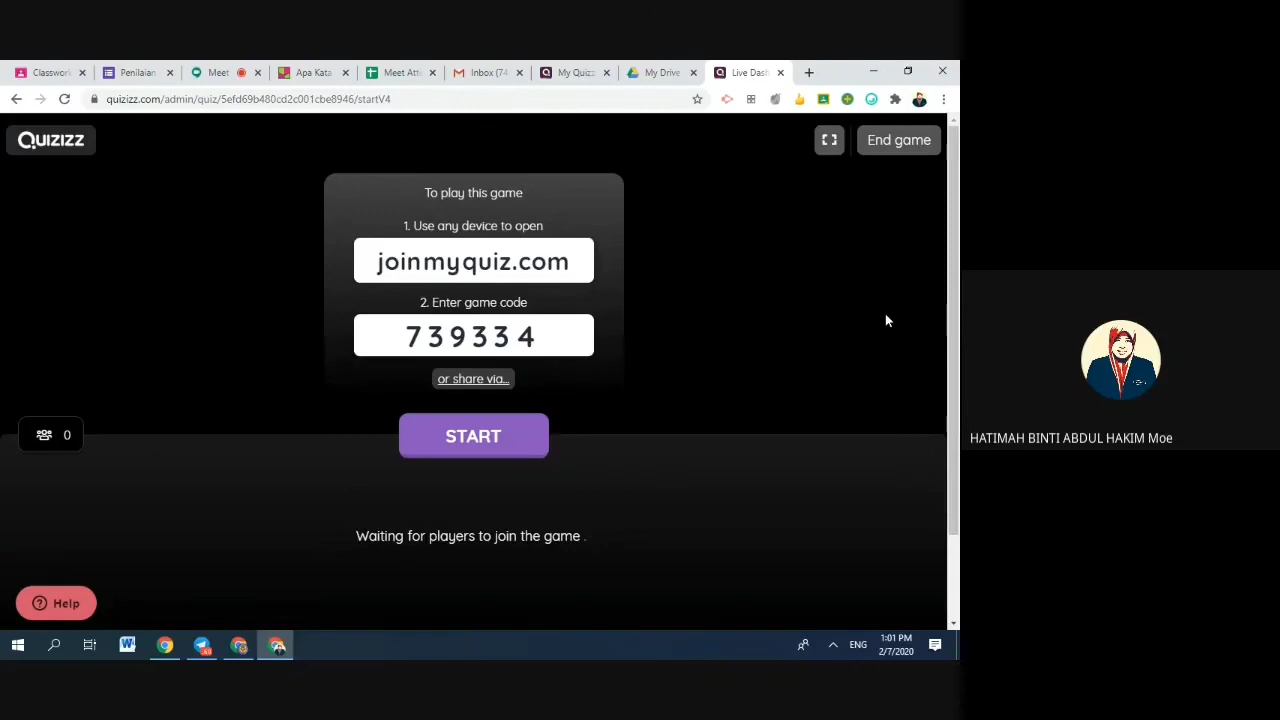 Classwork
Penilaian
Meet
Apa Kata
Meet Atte
Inbox (74
My Quizz
My Drive
Live Dash
quizizz.com/admin/quiz/5efd69b480cd2c001cbe8946/startV4
QUIZIZZ
End game
To play this game
1. Use any device to open
joinmyquiz.com
2. Enter game code
739334
or share via...
START
0
Waiting for players to join the game .
Help
HATIMAH BINTI ABDUL HAKIM Moe
ENG
1:01 PM
2/7/2020